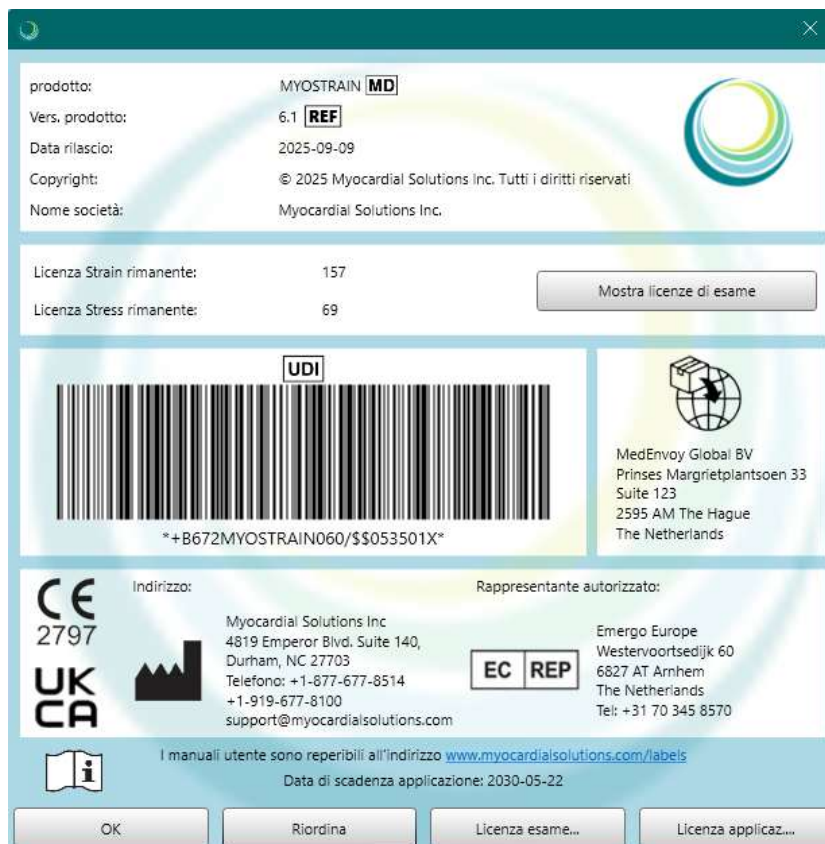 prodotto: MYOSTRAIN MD
Vers. prodotto: 6.1 REF
Data rilascio: 2025-09-09
Copyright: © 2025 Myocardial Solutions Inc. Tutti i diritti riservati
Nome società: Myocardial Solutions Inc.
Licenza Strain rimanente: 157
Licenza Stress rimanente: 69
Mostra licenze di esame
UDI
*+B672MYOSTRAIN060/$$053501X*
MedEnvoy Global BV
Prinses Margrietplantsoen 33
Suite 123
2595 AM The Hague
The Netherlands
CE
2797
UK
CA
Indirizzo:
Myocardial Solutions Inc
4819 Emperor Blvd. Suite 140,
Durham, NC 27703
Telefono: +1-877-677-8514
+1-919-677-8100
support@myocardialsolutions.com
Rappresentante autorizzato:
EC REP
Emergo Europe
Westervoortsedijk 60
6827 AT Arnhem
The Netherlands
Tel: +31 70 345 8570
i
I manuali utente sono reperibili all'indirizzo www.myocardialsolutions.com/labels
Data di scadenza applicazione: 2030-05-22
OK
Riordina
Licenza esame...
Licenza applicaz....